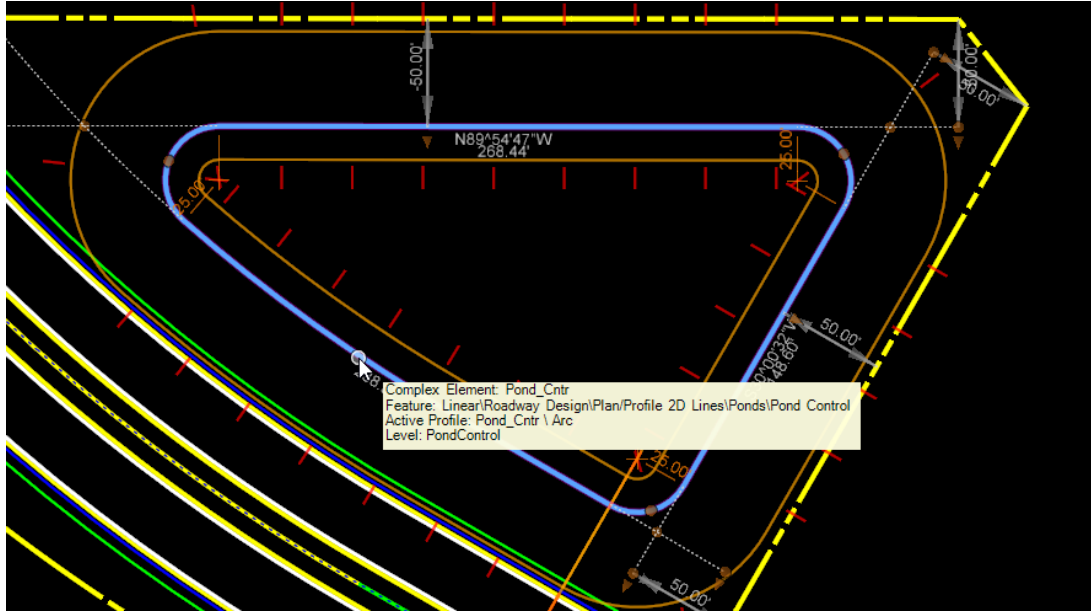 -50.00'
50.00'
50.00'
N89^54'47"W
268.44'
25.00
25.00'
50.00'
148.60'
Complex Element: Pond_Cntr
Feature: Linear\Roadway Design\Plan/Profile 2D Lines\Ponds\Pond Control
Active Profile: Pond_Cntr \ Arc
Level: PondControl
25.00
50.00'